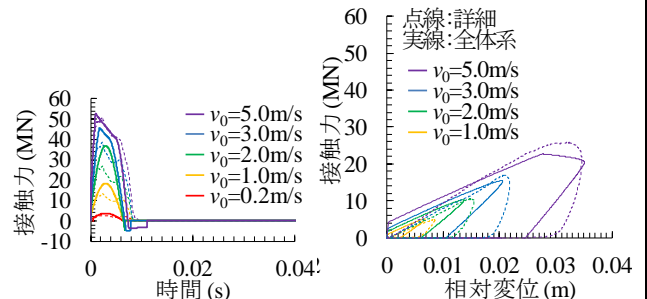 60
50
40
30
20
10
0
-10
接触力 (MN)
v₀=5.0m/s
v₀=3.0m/s
v₀=2.0m/s
v₀=1.0m/s
v₀=0.2m/s
0
0.02
0.04
時間 (s)
60
50
40
30
20
10
0
接触力 (MN)
点線:詳細
実線:全体系
v₀=5.0m/s
v₀=3.0m/s
v₀=2.0m/s
v₀=1.0m/s
0
0.01
0.02
0.03
0.04
相対変位 (m)